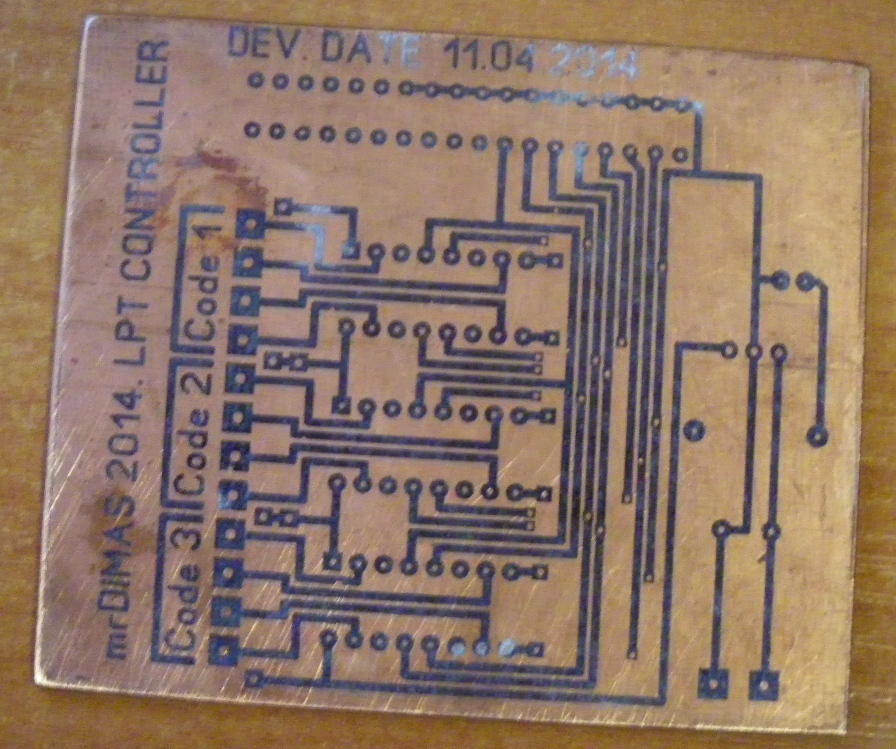 DEV. DATE 11.04.2014
mrDIMAS 2014. LPT CONTROLLER
Code 1
Code 2
Code 3